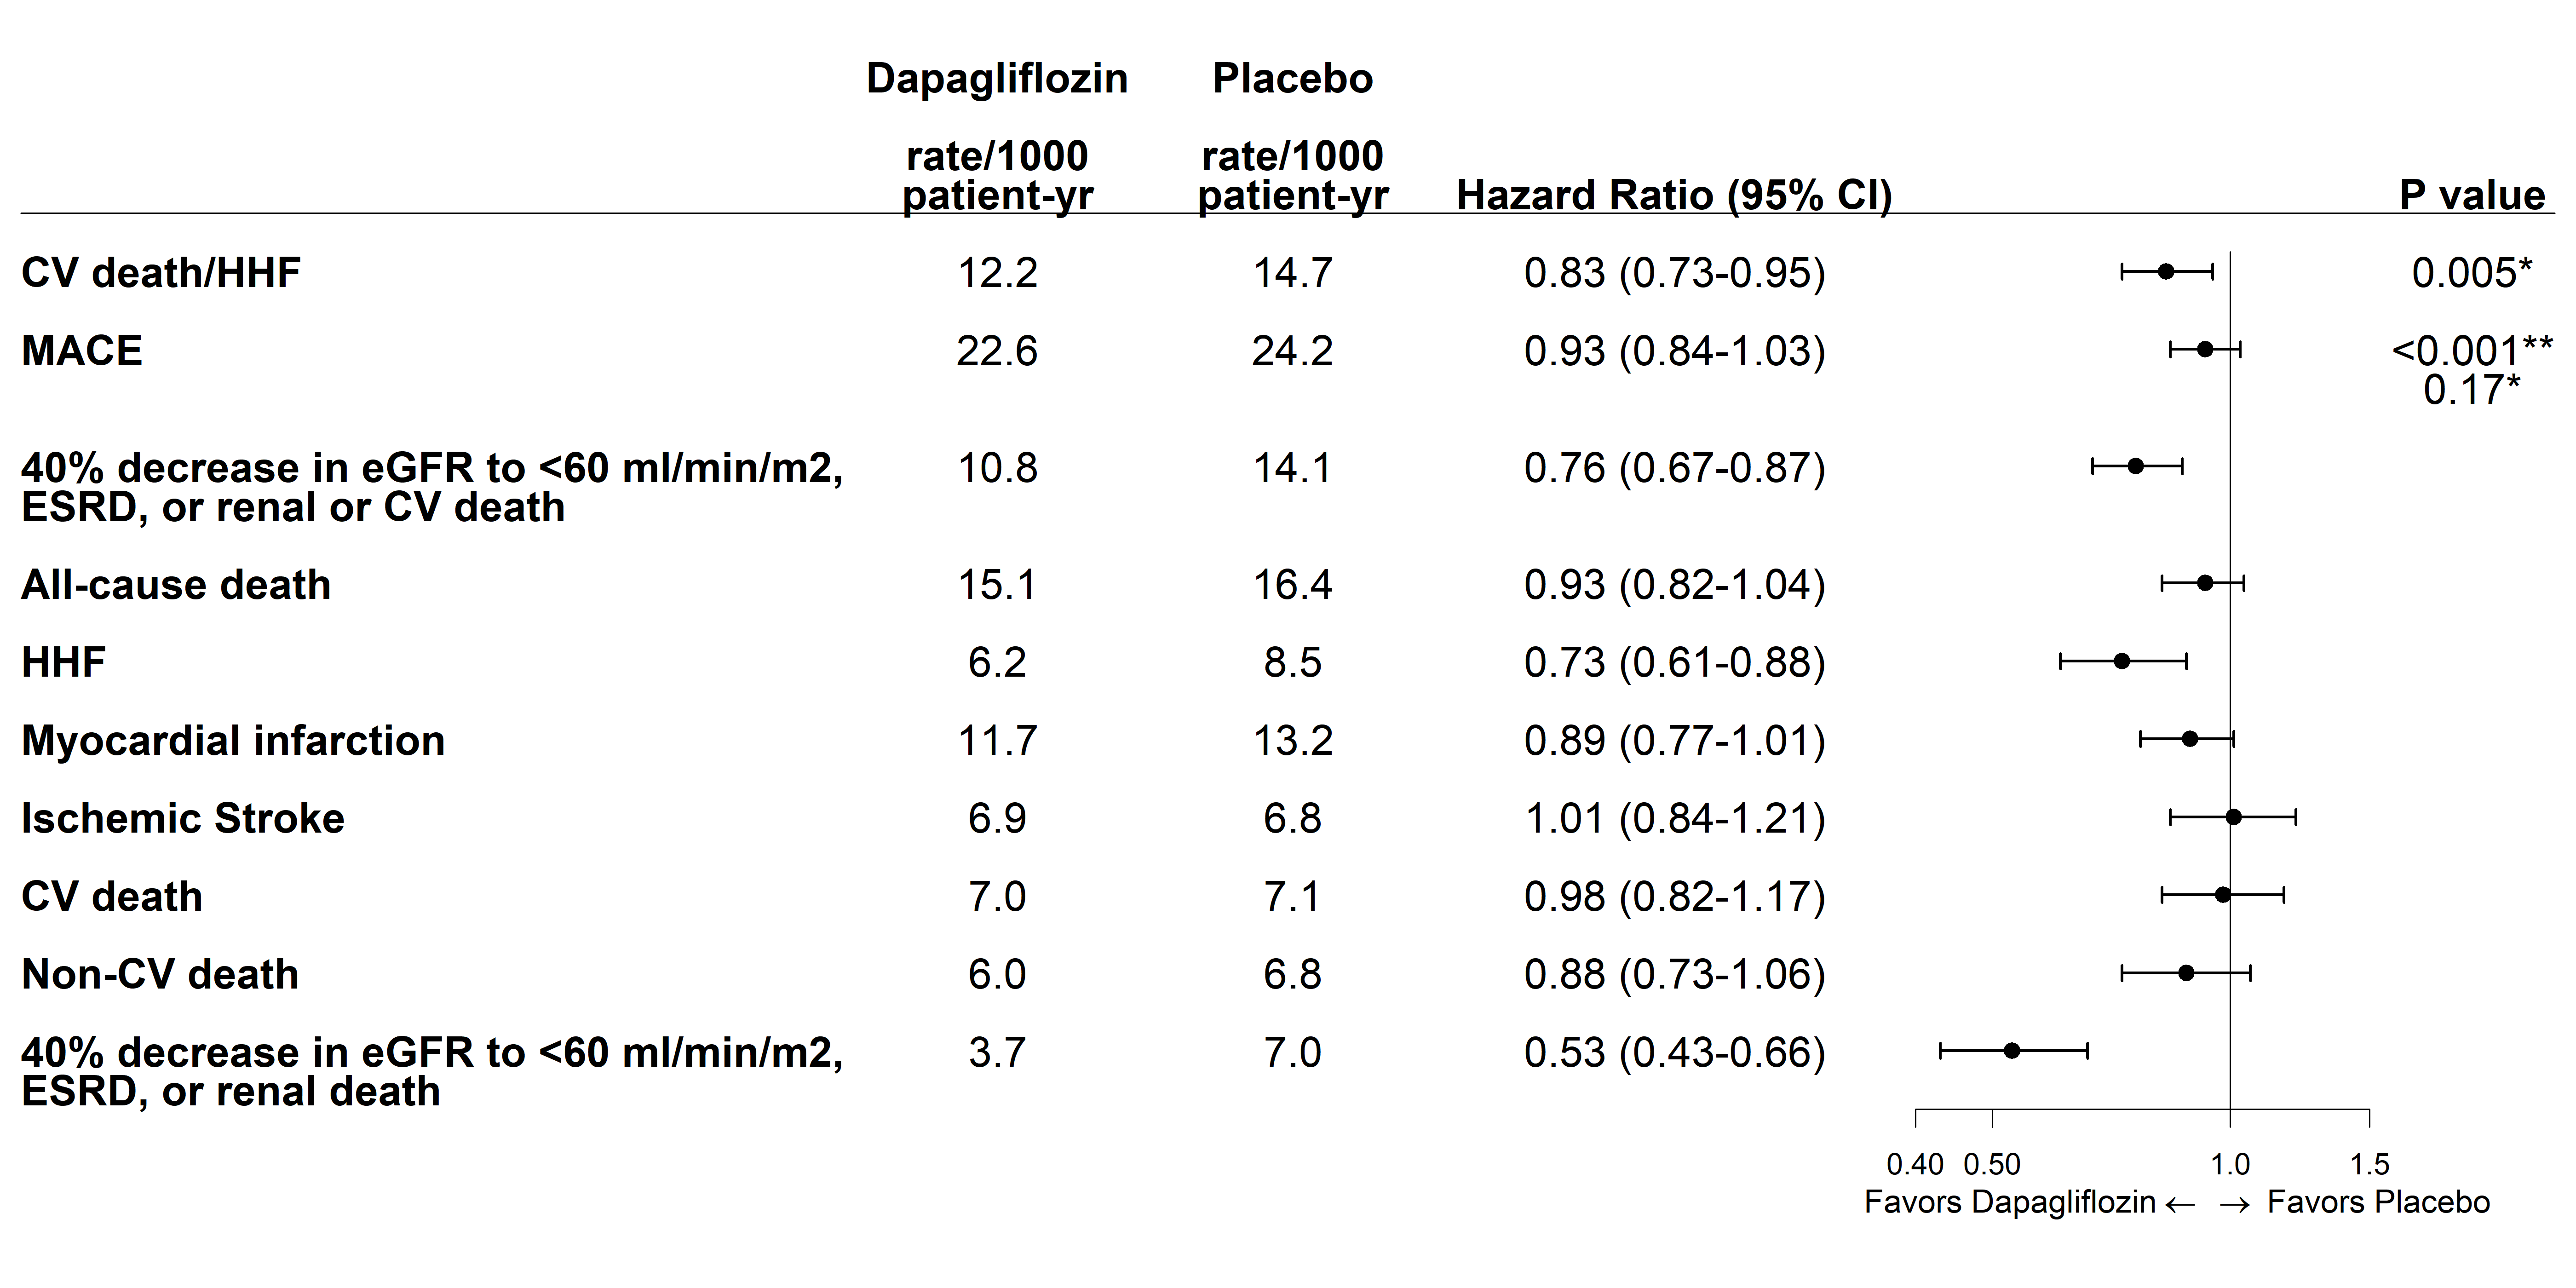 Dapagliflozin Placebo
rate/1000 rate/1000
patient-yr patient-yr Hazard Ratio (95% CI) P value
CV death/HHF 12.2 14.7 0.83 (0.73-0.95) 0.005*
MACE 22.6 24.2 0.93 (0.84-1.03) <0.001**
0.17*
40% decrease in eGFR to <60 ml/min/m2, 10.8 14.1 0.76 (0.67-0.87)
ESRD, or renal or CV death
All-cause death 15.1 16.4 0.93 (0.82-1.04)
HHF 6.2 8.5 0.73 (0.61-0.88)
Myocardial infarction 11.7 13.2 0.89 (0.77-1.01)
Ischemic Stroke 6.9 6.8 1.01 (0.84-1.21)
CV death 7.0 7.1 0.98 (0.82-1.17)
Non-CV death 6.0 6.8 0.88 (0.73-1.06)
40% decrease in eGFR to <60 ml/min/m2, 3.7 7.0 0.53 (0.43-0.66)
ESRD, or renal death
0.40 0.50 1.0 1.5
Favors Dapagliflozin ← → Favors Placebo